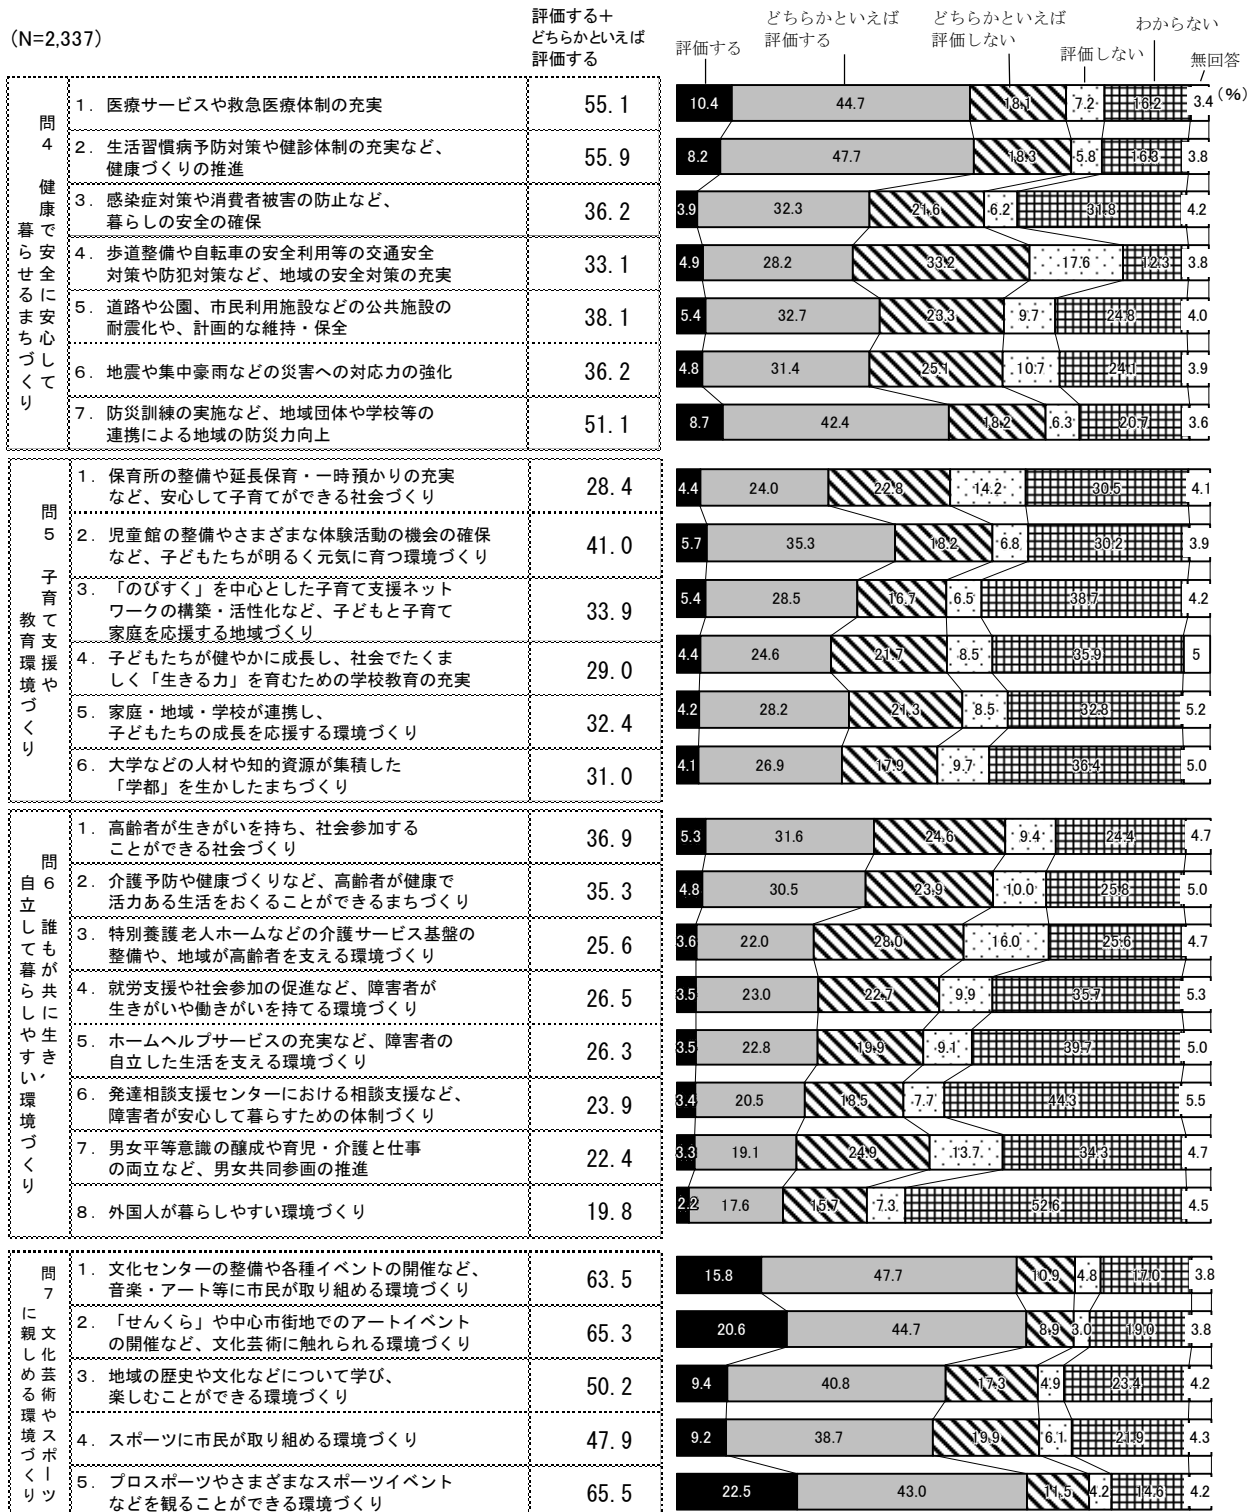 (N=2,337)
評価する＋
どちらかといえば
評価する
評価する
どちらかといえば
評価する
どちらかといえば
評価しない
評価しない
わからない
無回答
(%)
問4 健康で安全に安心して
暮らせるまちづくり
1. 医療サービスや救急医療体制の充実
55.1
10.4 44.7 18.1 7.2 16.2 3.4
2. 生活習慣病予防対策や健診体制の充実など、
健康づくりの推進
55.9
8.2 47.7 18.3 5.8 16.3 3.8
3. 感染症対策や消費者被害の防止など、
暮らしの安全の確保
36.2
3.9 32.3 21.6 6.2 31.8 4.2
4. 歩道整備や自転車の安全利用等の交通安全
対策や防犯対策など、地域の安全対策の充実
33.1
4.9 28.2 33.2 17.6 12.3 3.8
5. 道路や公園、市民利用施設などの公共施設の
耐震化や、計画的な維持・保全
38.1
5.4 32.7 23.3 9.7 24.8 4.0
6. 地震や集中豪雨などの災害への対応力の強化
36.2
4.8 31.4 25.1 10.7 24.1 3.9
7. 防災訓練の実施など、地域団体や学校等の
連携による地域の防災力向上
51.1
8.7 42.4 18.2 6.3 20.7 3.6
問5 子育て支援や
教育環境づくり
1. 保育所の整備や延長保育・一時預かりの充実
など、安心して子育てができる社会づくり
28.4
4.4 24.0 22.8 14.2 30.5 4.1
2. 児童館の整備やさまざまな体験活動の機会の確保
など、子どもたちが明るく元気に育つ環境づくり
41.0
5.7 35.3 18.2 6.8 30.2 3.9
3. 「のびすく」を中心とした子育て支援ネット
ワークの構築・活性化など、子どもと子育て
家庭を応援する地域づくり
33.9
5.4 28.5 16.7 6.5 38.7 4.2
4. 子どもたちが健やかに成長し、社会でたくま
しく「生きる力」を育むための学校教育の充実
29.0
4.4 24.6 21.7 8.5 35.9 5
5. 家庭・地域・学校が連携し、
子どもたちの成長を応援する環境づくり
32.4
4.2 28.2 21.3 8.5 32.8 5.2
6. 大学などの人材や知的資源が集積した
「学都」を生かしたまちづくり
31.0
4.1 26.9 17.9 9.7 36.4 5.0
問6 誰もが共に生き、
自立して暮らしやすい環境づくり
1. 高齢者が生きがいを持ち、社会参加する
ことができる社会づくり
36.9
5.3 31.6 24.6 9.4 24.4 4.7
2. 介護予防や健康づくりなど、高齢者が健康で
活力ある生活をおくることができるまちづくり
35.3
4.8 30.5 23.9 10.0 25.8 5.0
3. 特別養護老人ホームなどの介護サービス基盤の
整備や、地域が高齢者を支える環境づくり
25.6
3.6 22.0 28.0 16.0 25.6 4.7
4. 就労支援や社会参加の促進など、障害者が
生きがいや働きがいを持てる環境づくり
26.5
3.5 23.0 22.7 9.9 35.7 5.3
5. ホームヘルプサービスの充実など、障害者の
自立した生活を支える環境づくり
26.3
3.5 22.8 19.9 9.1 39.7 5.0
6. 発達相談支援センターにおける相談支援など、
障害者が安心して暮らすための体制づくり
23.9
3.4 20.5 18.5 7.7 44.3 5.5
7. 男女平等意識の醸成や育児・介護と仕事
の両立など、男女共同参画の推進
22.4
3.3 19.1 24.9 13.7 34.3 4.7
8. 外国人が暮らしやすい環境づくり
19.8
2.2 17.6 15.7 7.3 52.6 4.5
問7 文化芸術やスポーツ
に親しめる環境づくり
1. 文化センターの整備や各種イベントの開催など、
音楽・アート等に市民が取り組める環境づくり
63.5
15.8 47.7 10.9 4.8 17.0 3.8
2. 「せんくら」や中心市街地でのアートイベント
の開催など、文化芸術に触れられる環境づくり
65.3
20.6 44.7 8.9 3.0 19.0 3.8
3. 地域の歴史や文化などについて学び、
楽しむことができる環境づくり
50.2
9.4 40.8 17.3 4.9 23.4 4.2
4. スポーツに市民が取り組める環境づくり
47.9
9.2 38.7 19.9 6.1 21.9 4.3
5. プロスポーツやさまざまなスポーツイベント
などを観ることができる環境づくり
65.5
22.5 43.0 11.5 4.2 14.6 4.2